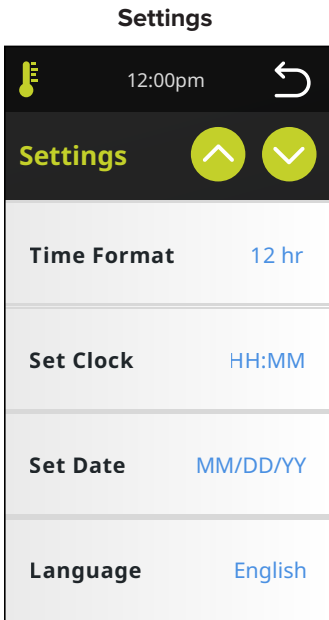 Settings
12:00pm
Settings
Time Format 12 hr
Set Clock HH:MM
Set Date MM/DD/YY
Language English